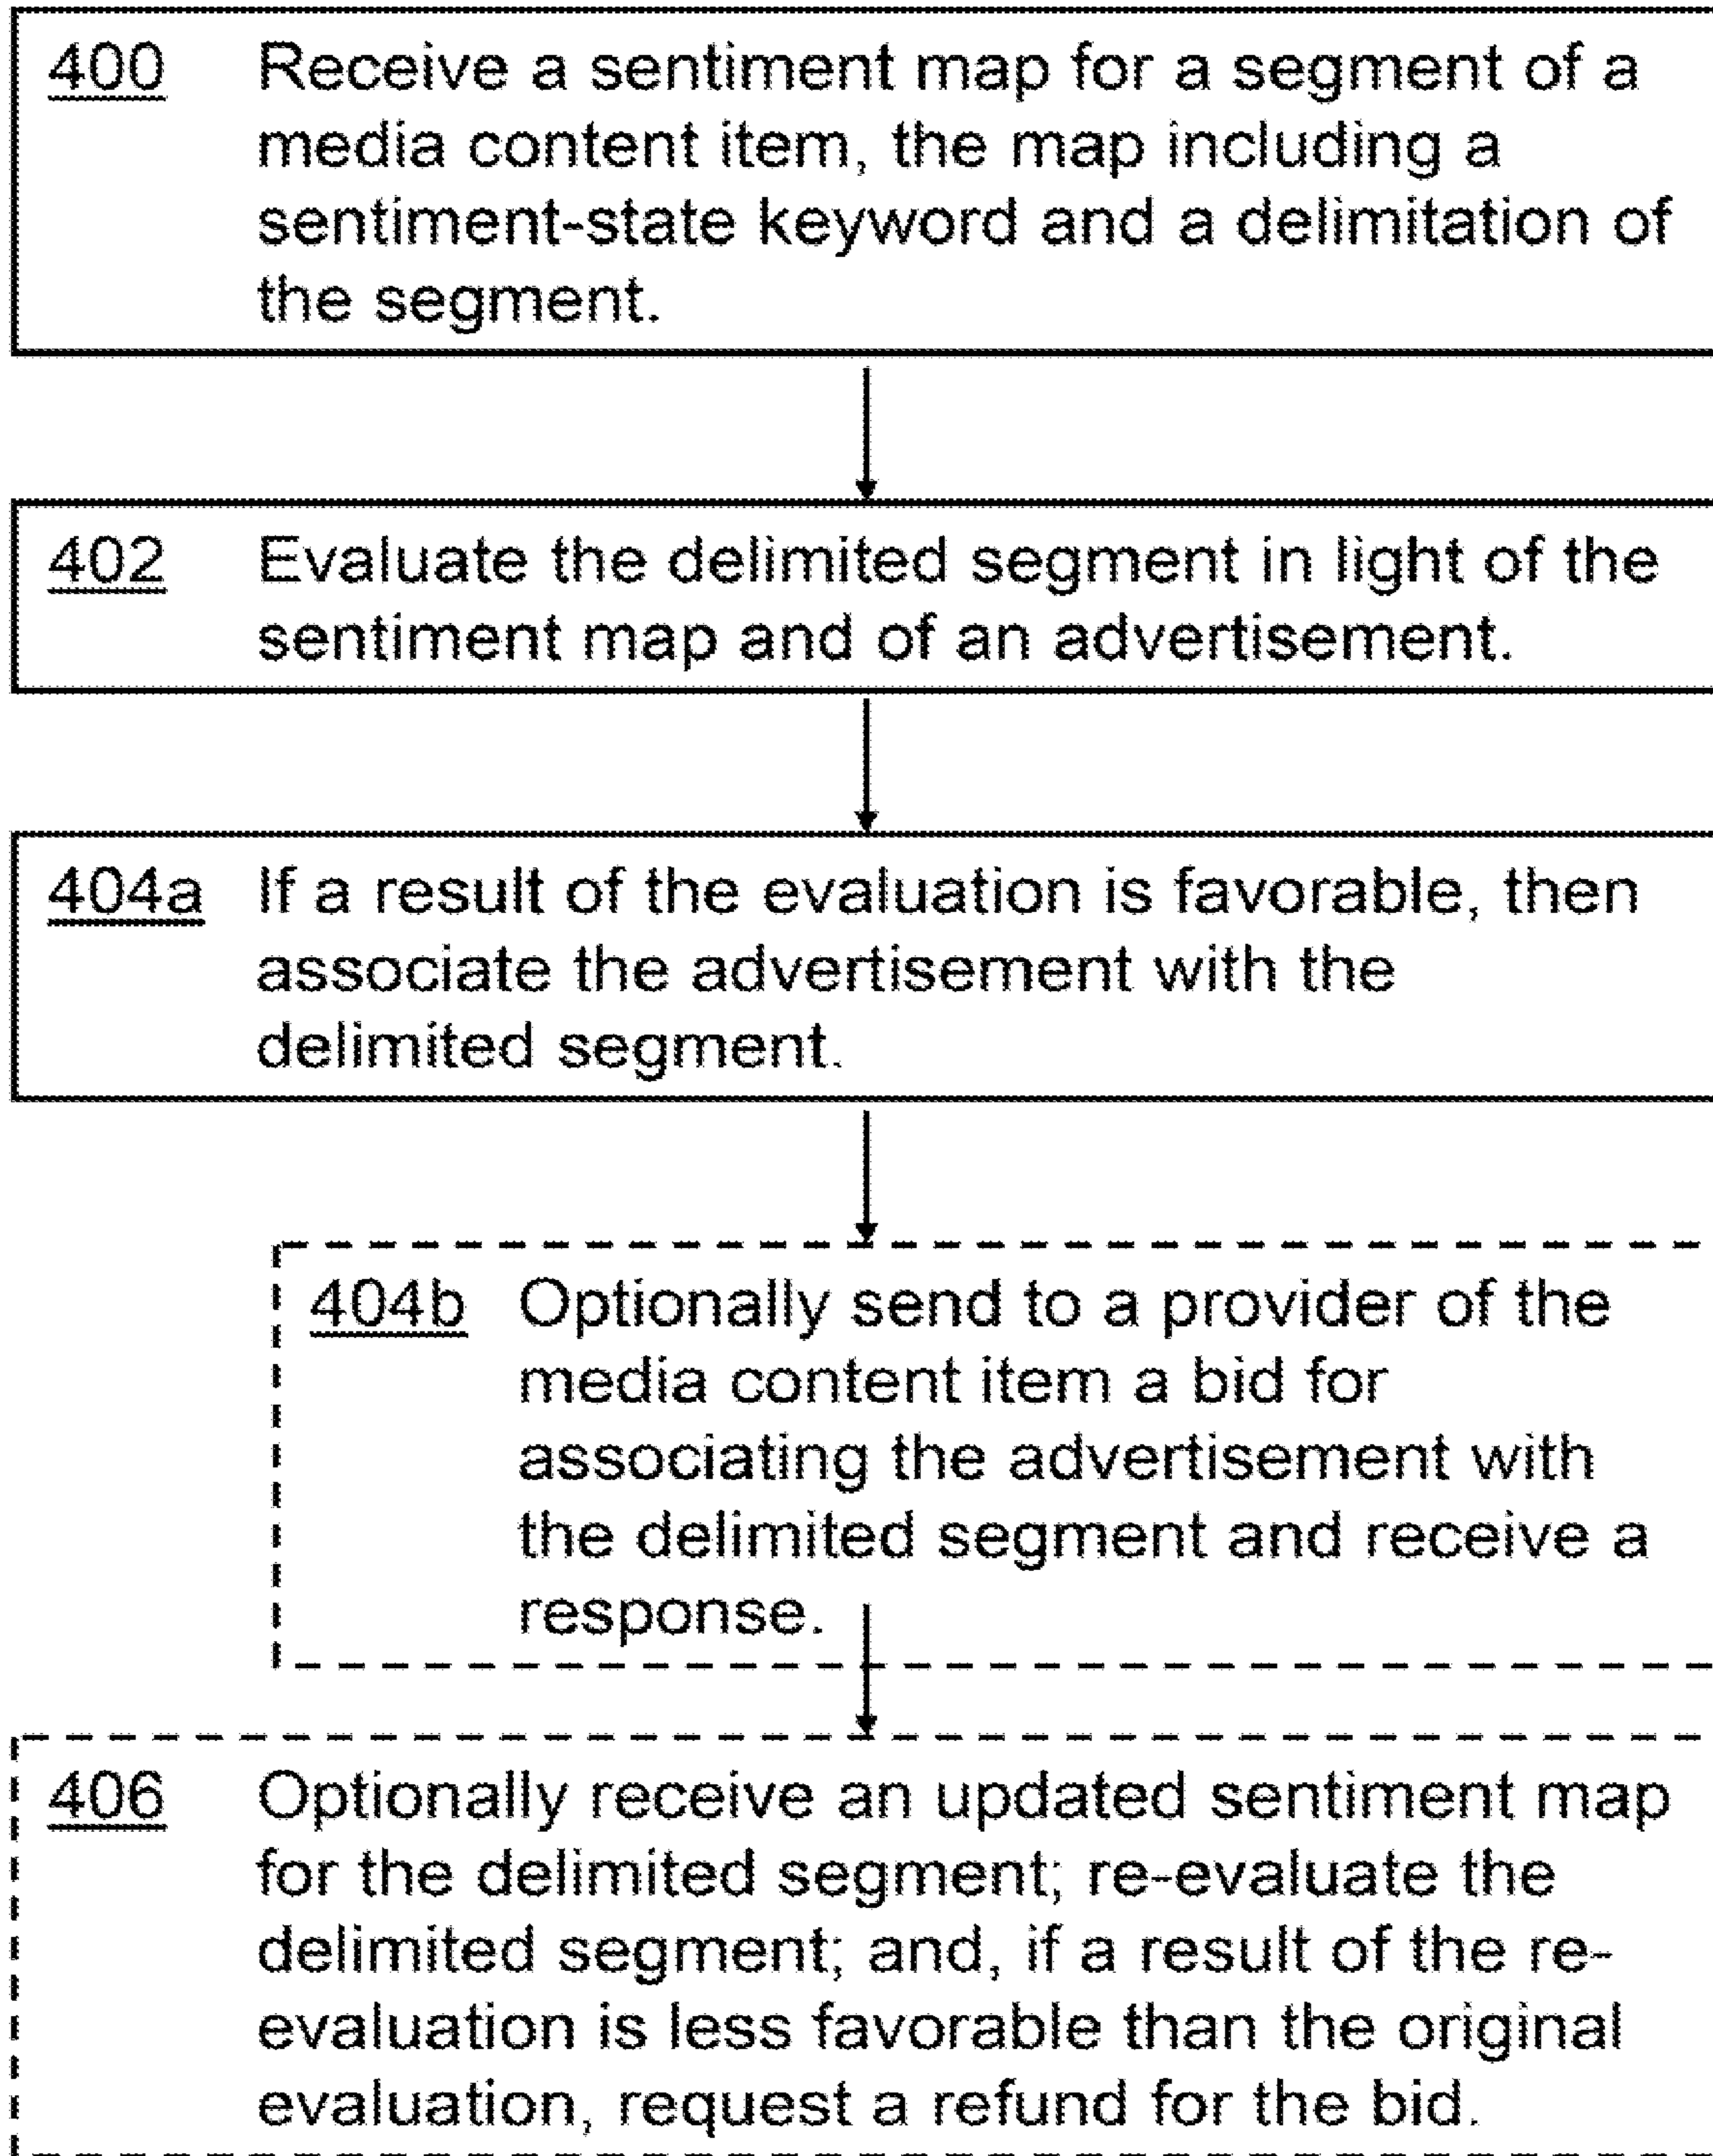 400 Receive a sentiment map for a segment of a
media content item, the map including a
sentiment-state keyword and a delimitation of
the segment.
402 Evaluate the delimited segment in light of the
sentiment map and of an advertisement.
404a If a result of the evaluation is favorable, then
associate the advertisement with the
delimited segment.
404b Optionally send to a provider of the
media content item a bid for
associating the advertisement with
the delimited segment and receive a
response.
406 Optionally receive an updated sentiment map
for the delimited segment; re-evaluate the
delimited segment; and, if a result of the re-
evaluation is less favorable than the original
evaluation, request a refund for the bid.